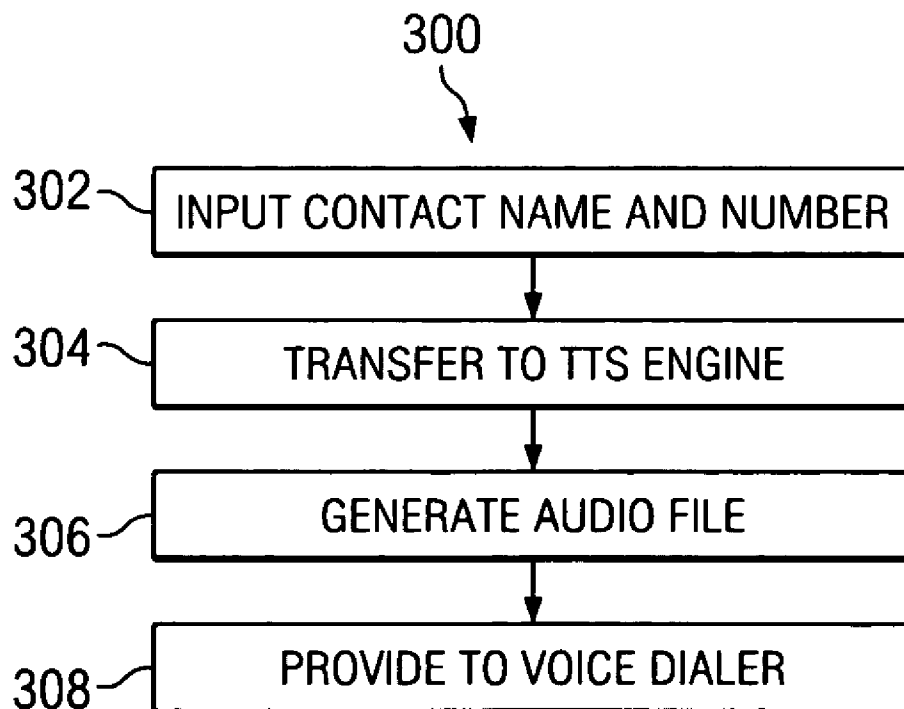 300
302 INPUT CONTACT NAME AND NUMBER
304 TRANSFER TO TTS ENGINE
306 GENERATE AUDIO FILE
308 PROVIDE TO VOICE DIALER